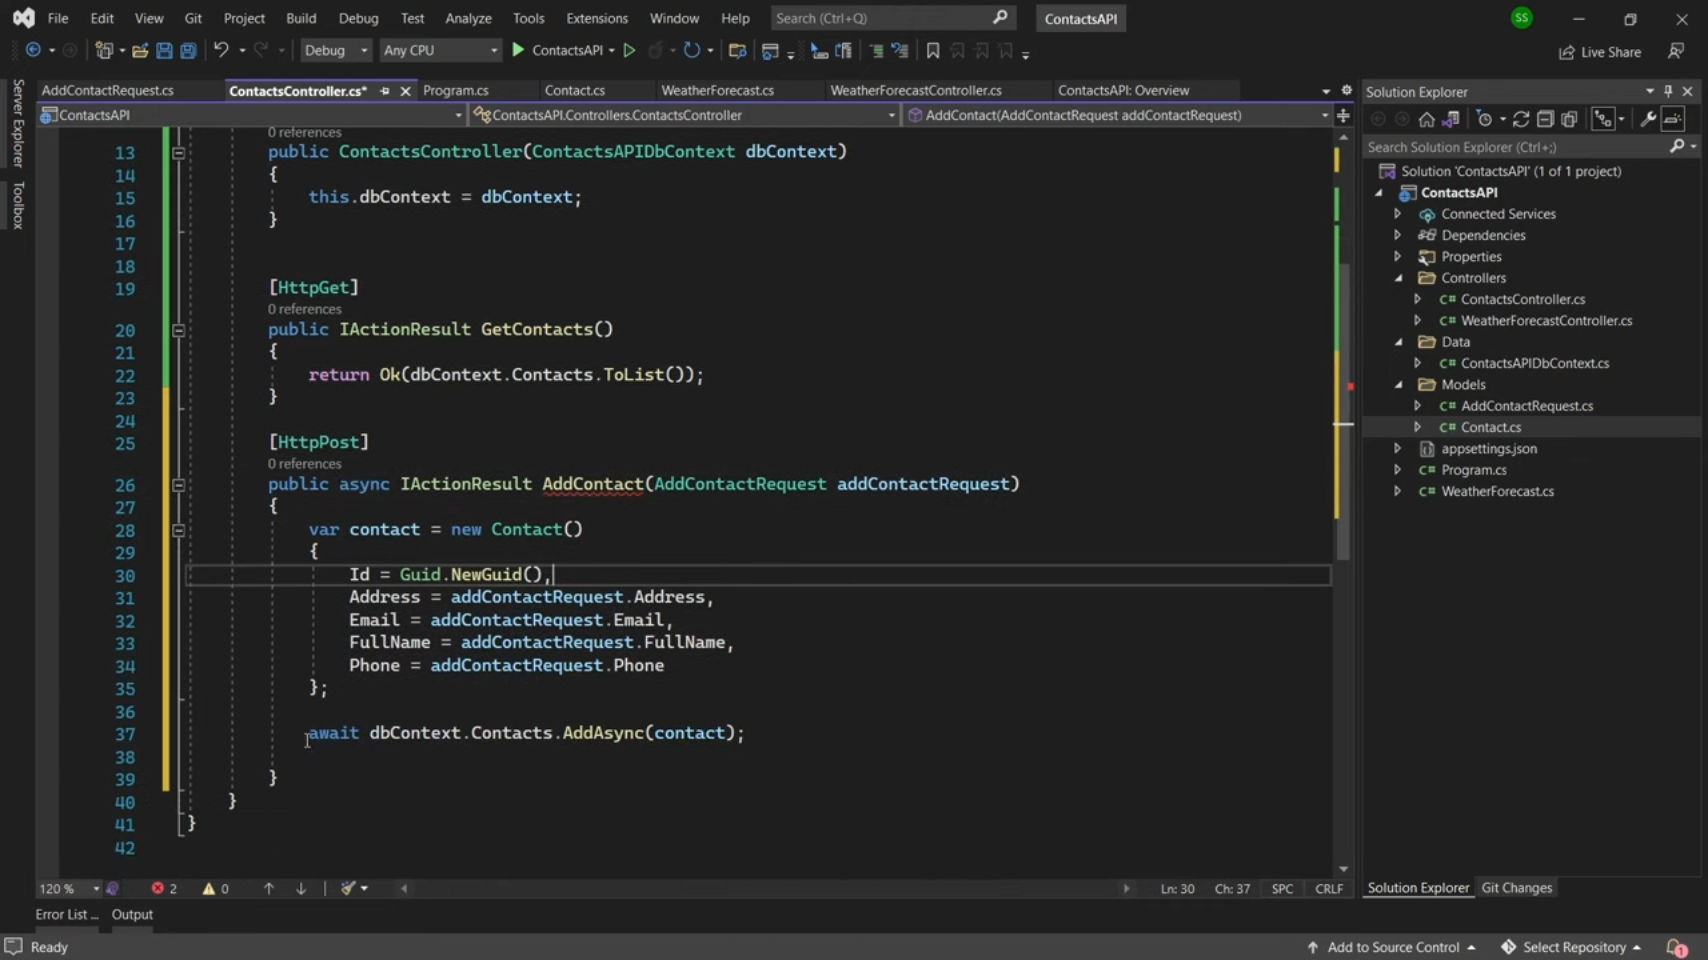 File Edit View Git Project Build Debug Test Analyze Tools Extensions Window Help Search (Ctrl+Q) ContactsAPI SS
Debug Any CPU ContactsAPI Live Share
AddContactRequest.cs ContactsController.cs* Program.cs Contact.cs WeatherForecast.cs WeatherForecastController.cs ContactsAPI: Overview
ContactsAPI ContactsAPI.Controllers.ContactsController AddContact(AddContactRequest addContactRequest)
Server Explorer
Toolbox
0 references
13 public ContactsController(ContactsAPIDbContext dbContext)
14 {
15 this.dbContext = dbContext;
16 }
17
18
19 [HttpGet]
0 references
20 public IActionResult GetContacts()
21 {
22 return Ok(dbContext.Contacts.ToList());
23 }
24
25 [HttpPost]
0 references
26 public async IActionResult AddContact(AddContactRequest addContactRequest)
27 {
28 var contact = new Contact()
29 {
30 Id = Guid.NewGuid(),
31 Address = addContactRequest.Address,
32 Email = addContactRequest.Email,
33 FullName = addContactRequest.FullName,
34 Phone = addContactRequest.Phone
35 };
36
37 await dbContext.Contacts.AddAsync(contact);
38
39 }
40 }
41 }
42
120 % 2 0 Ln: 30 Ch: 37 SPC CRLF
Error List ... Output
Ready Add to Source Control Select Repository 1
Solution Explorer
Search Solution Explorer (Ctrl+;)
Solution 'ContactsAPI' (1 of 1 project)
ContactsAPI
Connected Services
Dependencies
Properties
Controllers
C# ContactsController.cs
C# WeatherForecastController.cs
Data
C# ContactsAPIDbContext.cs
Models
C# AddContactRequest.cs
C# Contact.cs
appsettings.json
C# Program.cs
C# WeatherForecast.cs
Solution Explorer Git Changes